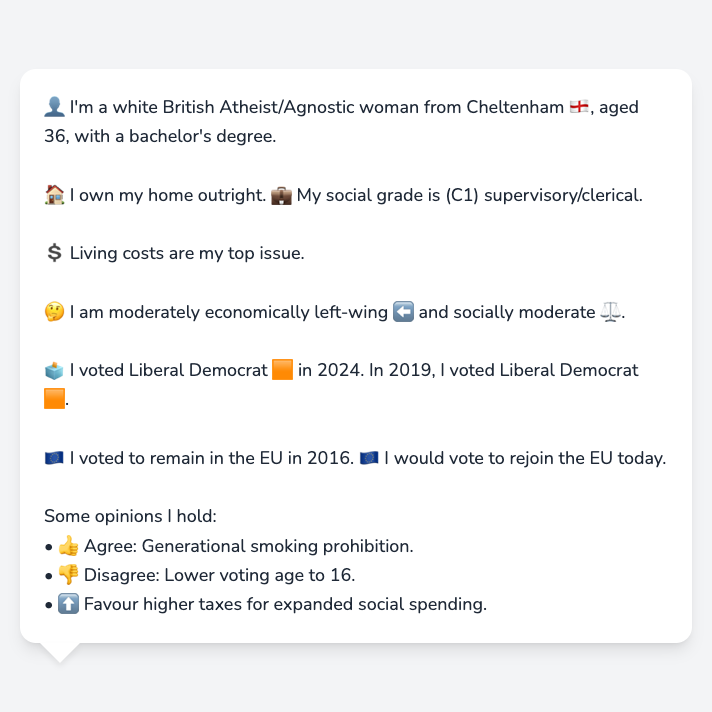 👤 I'm a white British Atheist/Agnostic woman from Cheltenham 🏴󠁧󠁢󠁥󠁮󠁧󠁿, aged
36, with a bachelor's degree.
🏠 I own my home outright. 💼 My social grade is (C1) supervisory/clerical.
💲 Living costs are my top issue.
🤔 I am moderately economically left-wing ⬅️ and socially moderate ⚖️.
🗳️ I voted Liberal Democrat 🟧 in 2024. In 2019, I voted Liberal Democrat
🟧.
🇪🇺 I voted to remain in the EU in 2016. 🇪🇺 I would vote to rejoin the EU today.
Some opinions I hold:
• 👍 Agree: Generational smoking prohibition.
• 👎 Disagree: Lower voting age to 16.
• ⬆️ Favour higher taxes for expanded social spending.